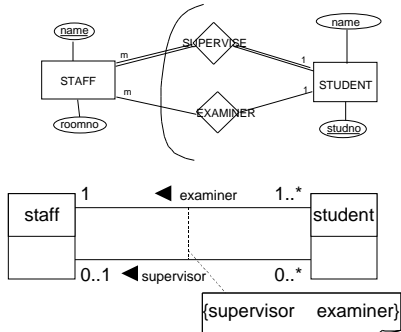 name
name
SUPERVISE
m
1
STAFF
STUDENT
m
1
EXAMINER
roomno
studno
1 ◀ examiner 1..*
staff
student
0..1 ◀ supervisor 0..*
{supervisor examiner}